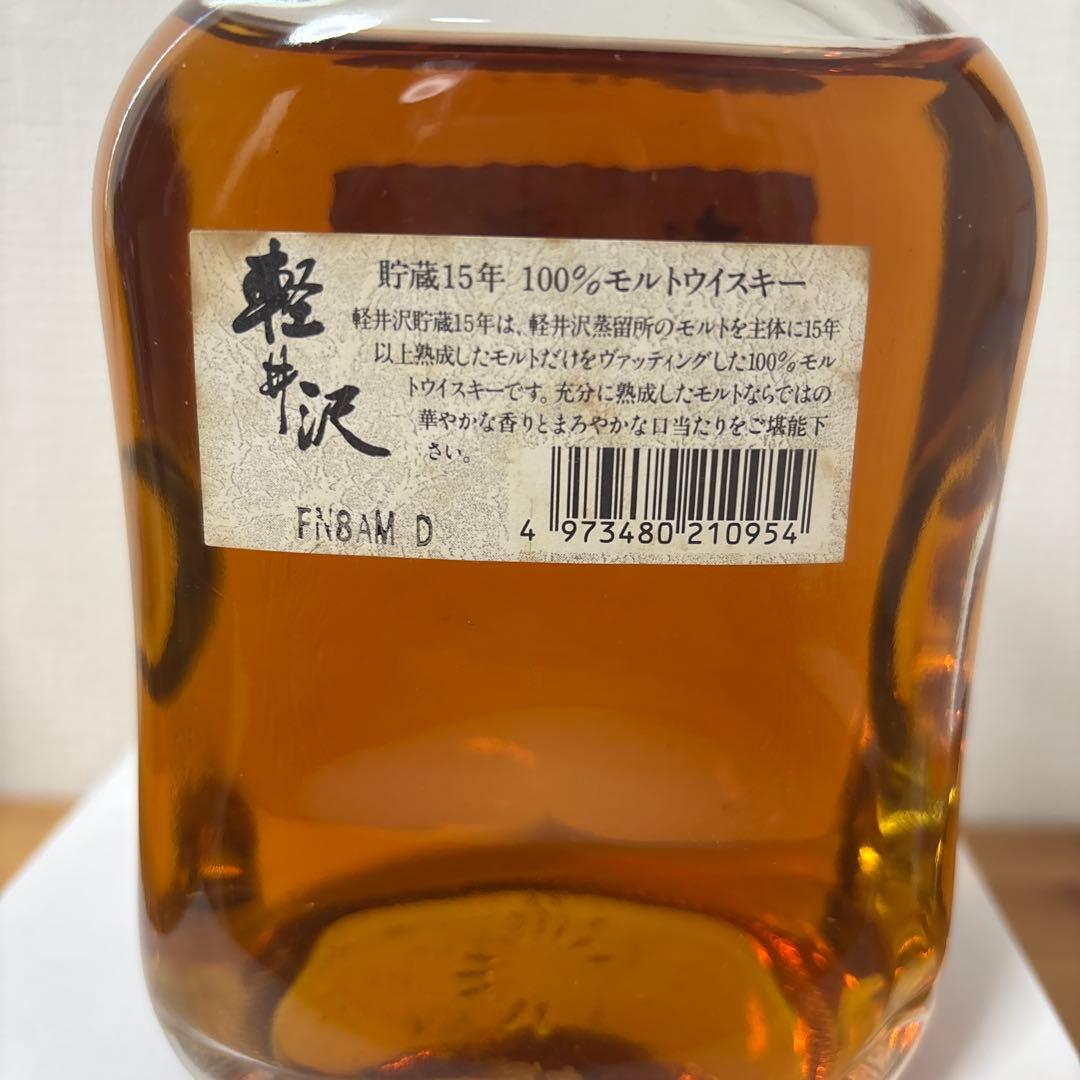 軽井沢
貯蔵15年 100%モルトウイスキー
軽井沢貯蔵15年は、軽井沢蒸留所のモルトを主体に15年
以上熟成したモルトだけをヴァッティングした100%モル
トウイスキーです。充分に熟成したモルトならではの
華やかな香りとまろやかな口当たりをご堪能下
さい。
FN8AM D
4 973480 210954